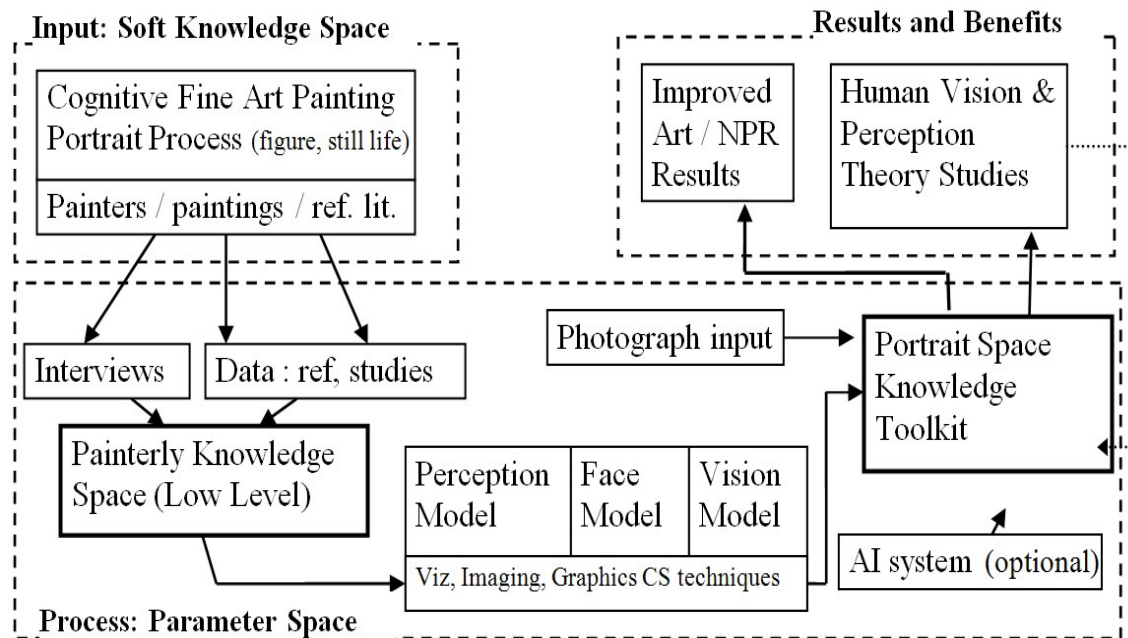 Input: Soft Knowledge Space
Cognitive Fine Art Painting
Portrait Process (figure, still life)
Painters / paintings / ref. lit.
Results and Benefits
Improved
Art / NPR
Results
Human Vision &
Perception
Theory Studies
Interviews
Data : ref, studies
Painterly Knowledge
Space (Low Level)
Photograph input
Portrait Space
Knowledge
Toolkit
Perception
Model
Face
Model
Vision
Model
Viz, Imaging, Graphics CS techniques
AI system (optional)
Process: Parameter Space